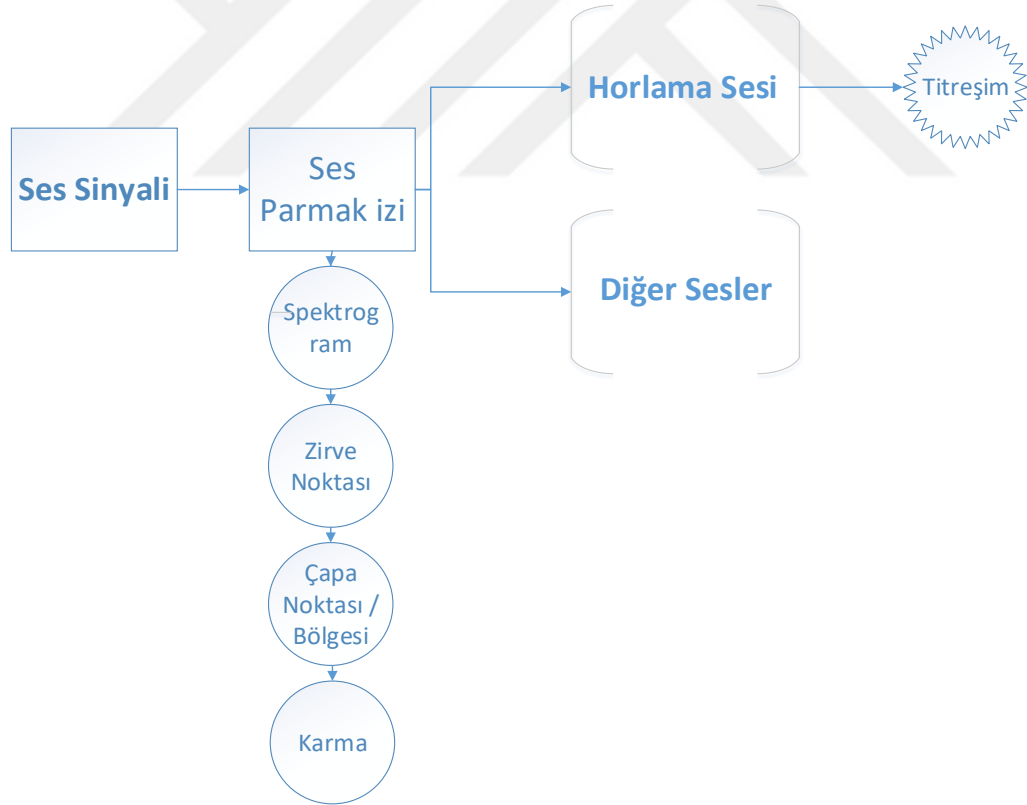 Ses Sinyali
Ses
Parmak izi
Horlama Sesi
Titreşim
Diğer Sesler
Spektrog
ram
Zirve
Noktası
Çapa
Noktası /
Bölgesi
Karma